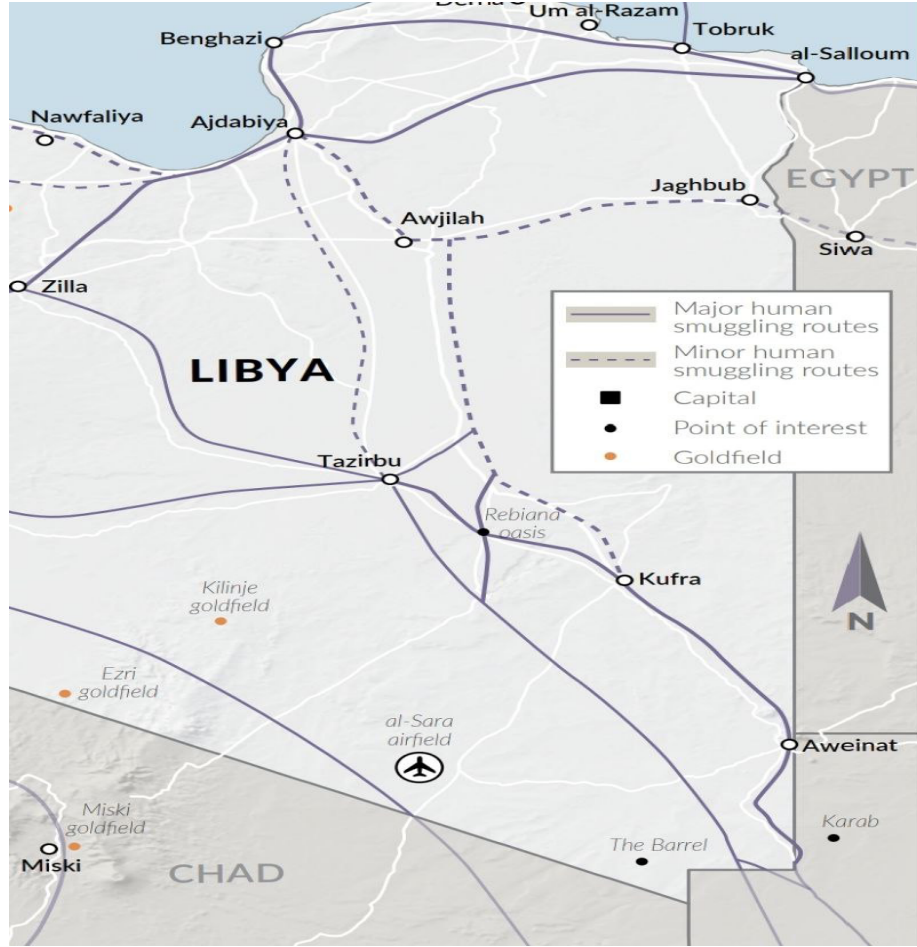 Derna
Um al-Razam
Benghazi
Tobruk
al-Salloum
Nawfaliya
Ajdabiya
Jaghbub
EGYPT
Awjilah
Siwa
Zilla
Major human
smuggling routes
Minor human
smuggling routes
Capital
Point of interest
Goldfield
LIBYA
Tazirbu
Rebiana
oasis
Kufra
Kilinje
goldfield
N
Ezri
goldfield
al-Sara
airfield
Aweinat
Miski
goldfield
Karab
The Barrel
Miski
CHAD